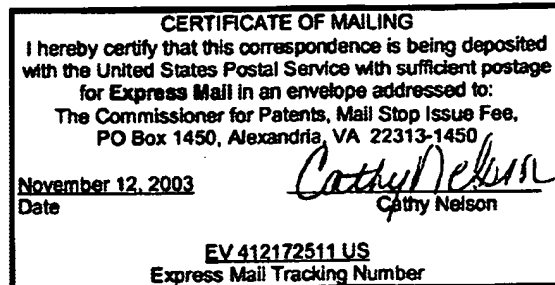 CERTIFICATE OF MAILING
I hereby certify that this correspondence is being deposited
with the United States Postal Service with sufficient postage
for Express Mail in an envelope addressed to:
The Commissioner for Patents, Mail Stop Issue Fee,
PO Box 1450, Alexandria, VA 22313-1450
Cathy Nelson
November 12, 2003
Date
Cathy Nelson
EV 412172511 US
Express Mail Tracking Number